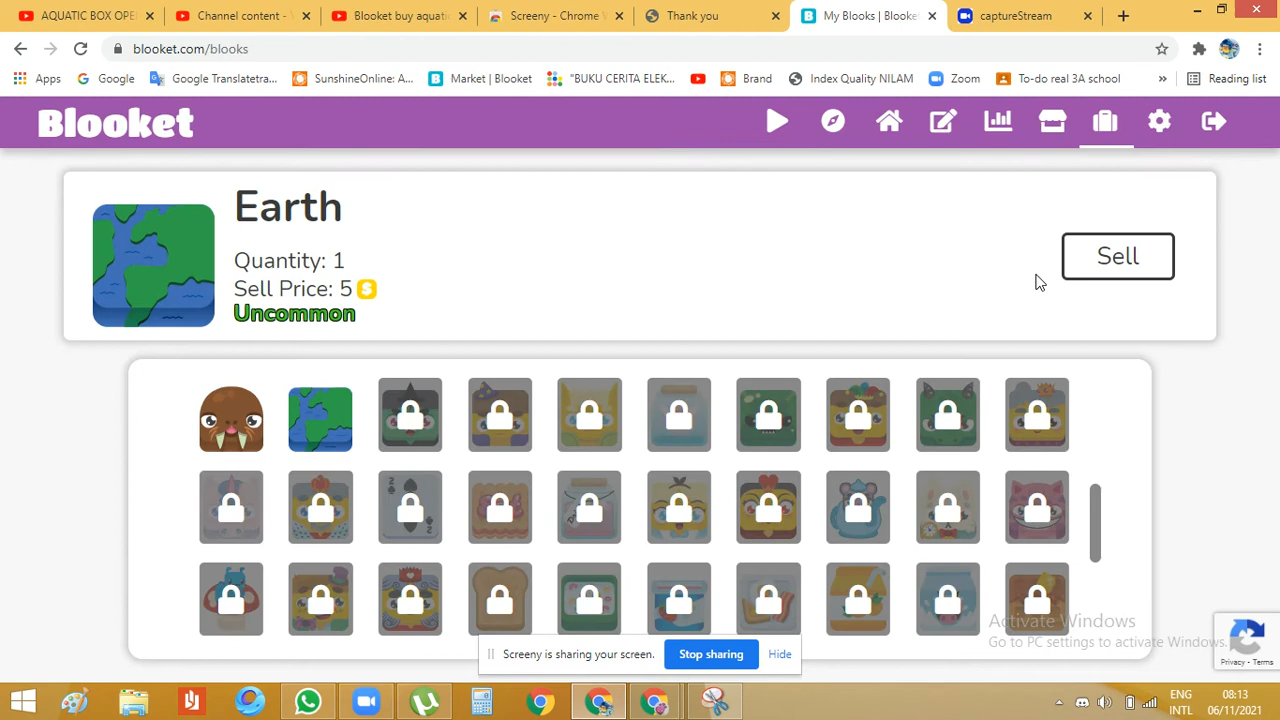 AQUATIC BOX OPE
Channel content -
Blooket buy aquati
Screeny - Chrome
Thank you
My Blooks | Blooke
captureStream
blooket.com/blooks
Apps
Google
Google Translatetra...
SunshineOnline: A...
Market | Blooket
"BUKU CERITA ELEK...
Brand
Index Quality NILAM
Zoom
To-do real 3A school
»
Reading list
Blooket
Earth
Quantity: 1
Sell Price: 5
Uncommon
Sell
Activate Windows
Go to PC settings to activate Windows.
Screeny is sharing your screen.
Stop sharing
Hide
Privacy - Terms
ENG
INTL
08:13
06/11/2021